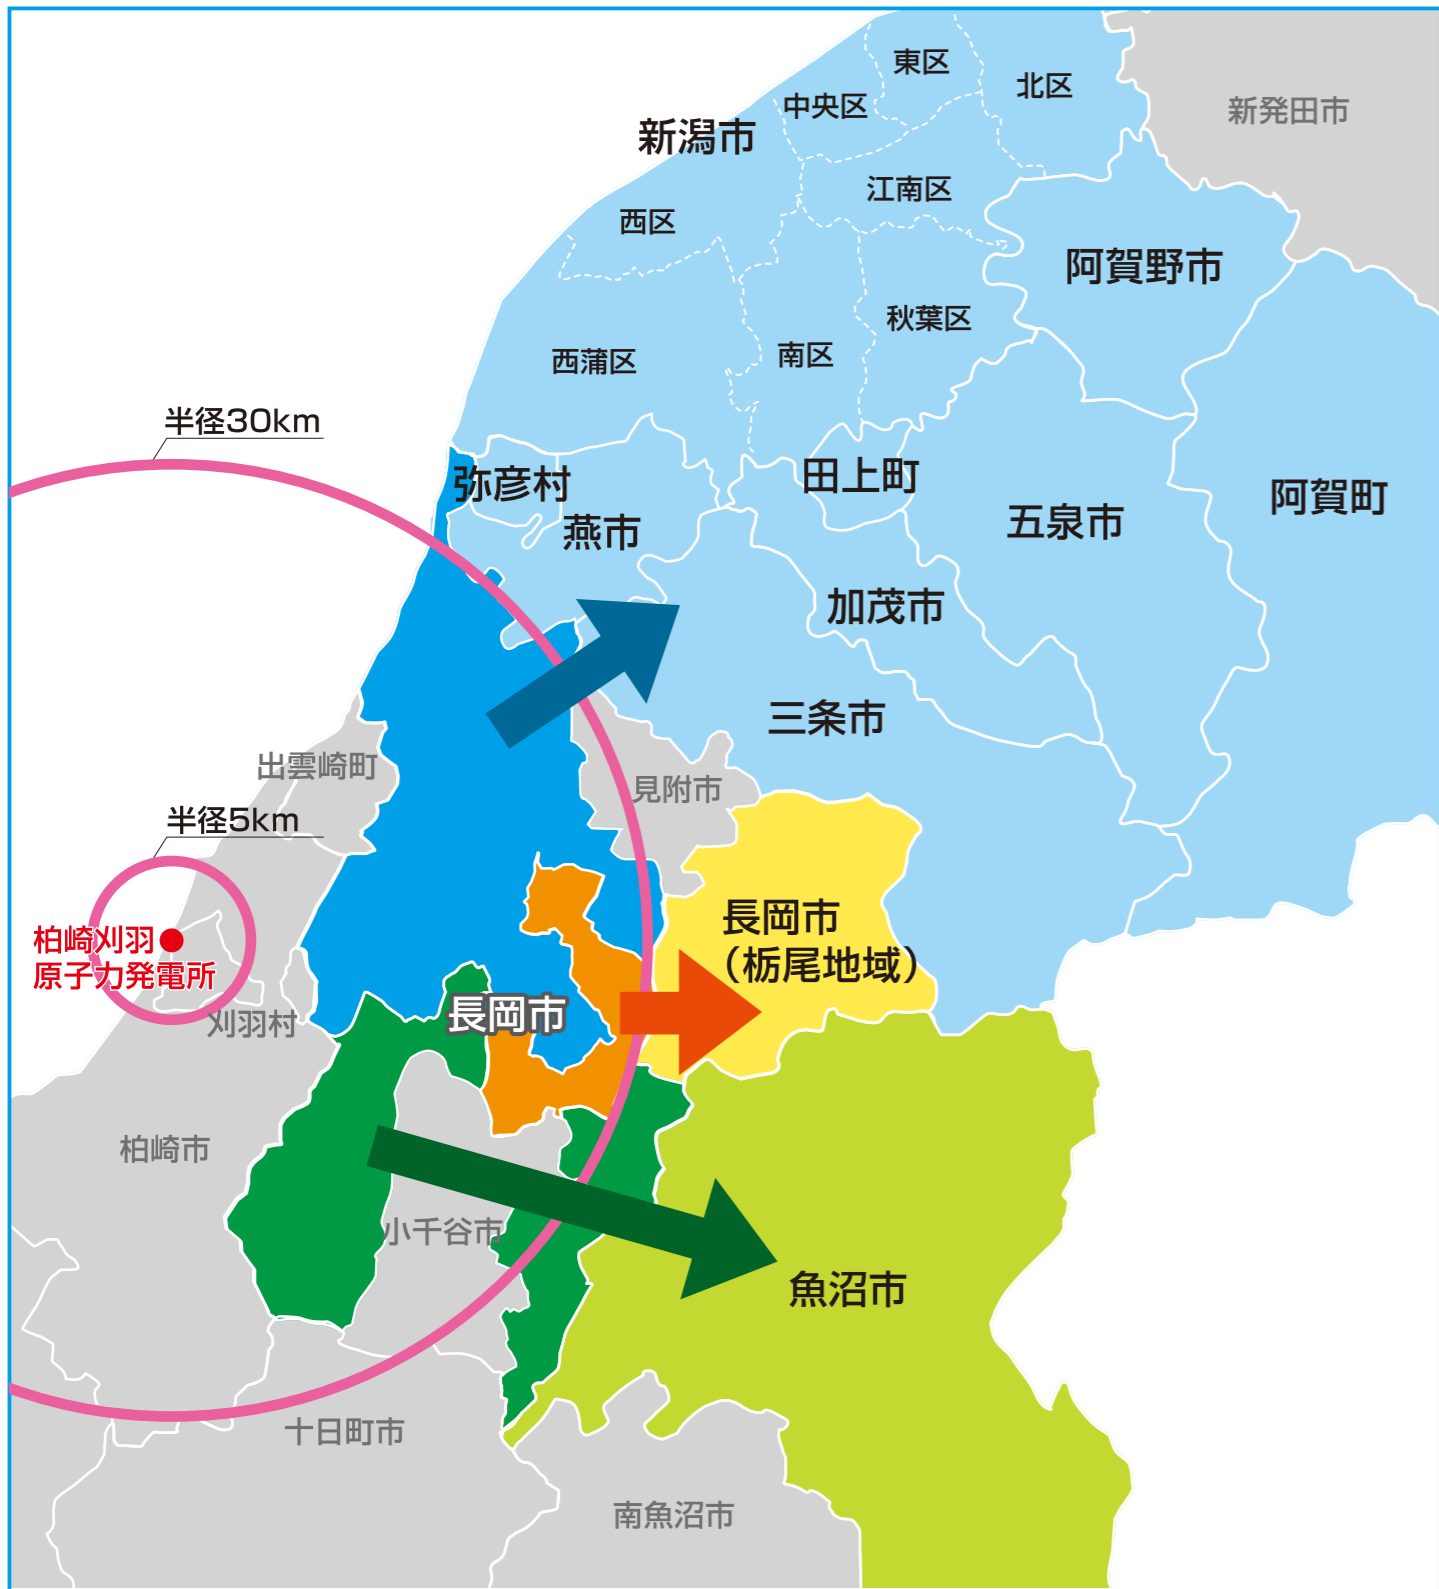 東区
北区
中央区
新発田市
新潟市
江南区
西区
阿賀野市
秋葉区
南区
西蒲区
半径30km
田上町
弥彦村
阿賀町
五泉市
燕市
加茂市
三条市
出雲崎町
見附市
半径5km
長岡市
（栃尾地域）
柏崎刈羽
原子力発電所
長岡市
刈羽村
柏崎市
小千谷市
魚沼市
十日町市
南魚沼市